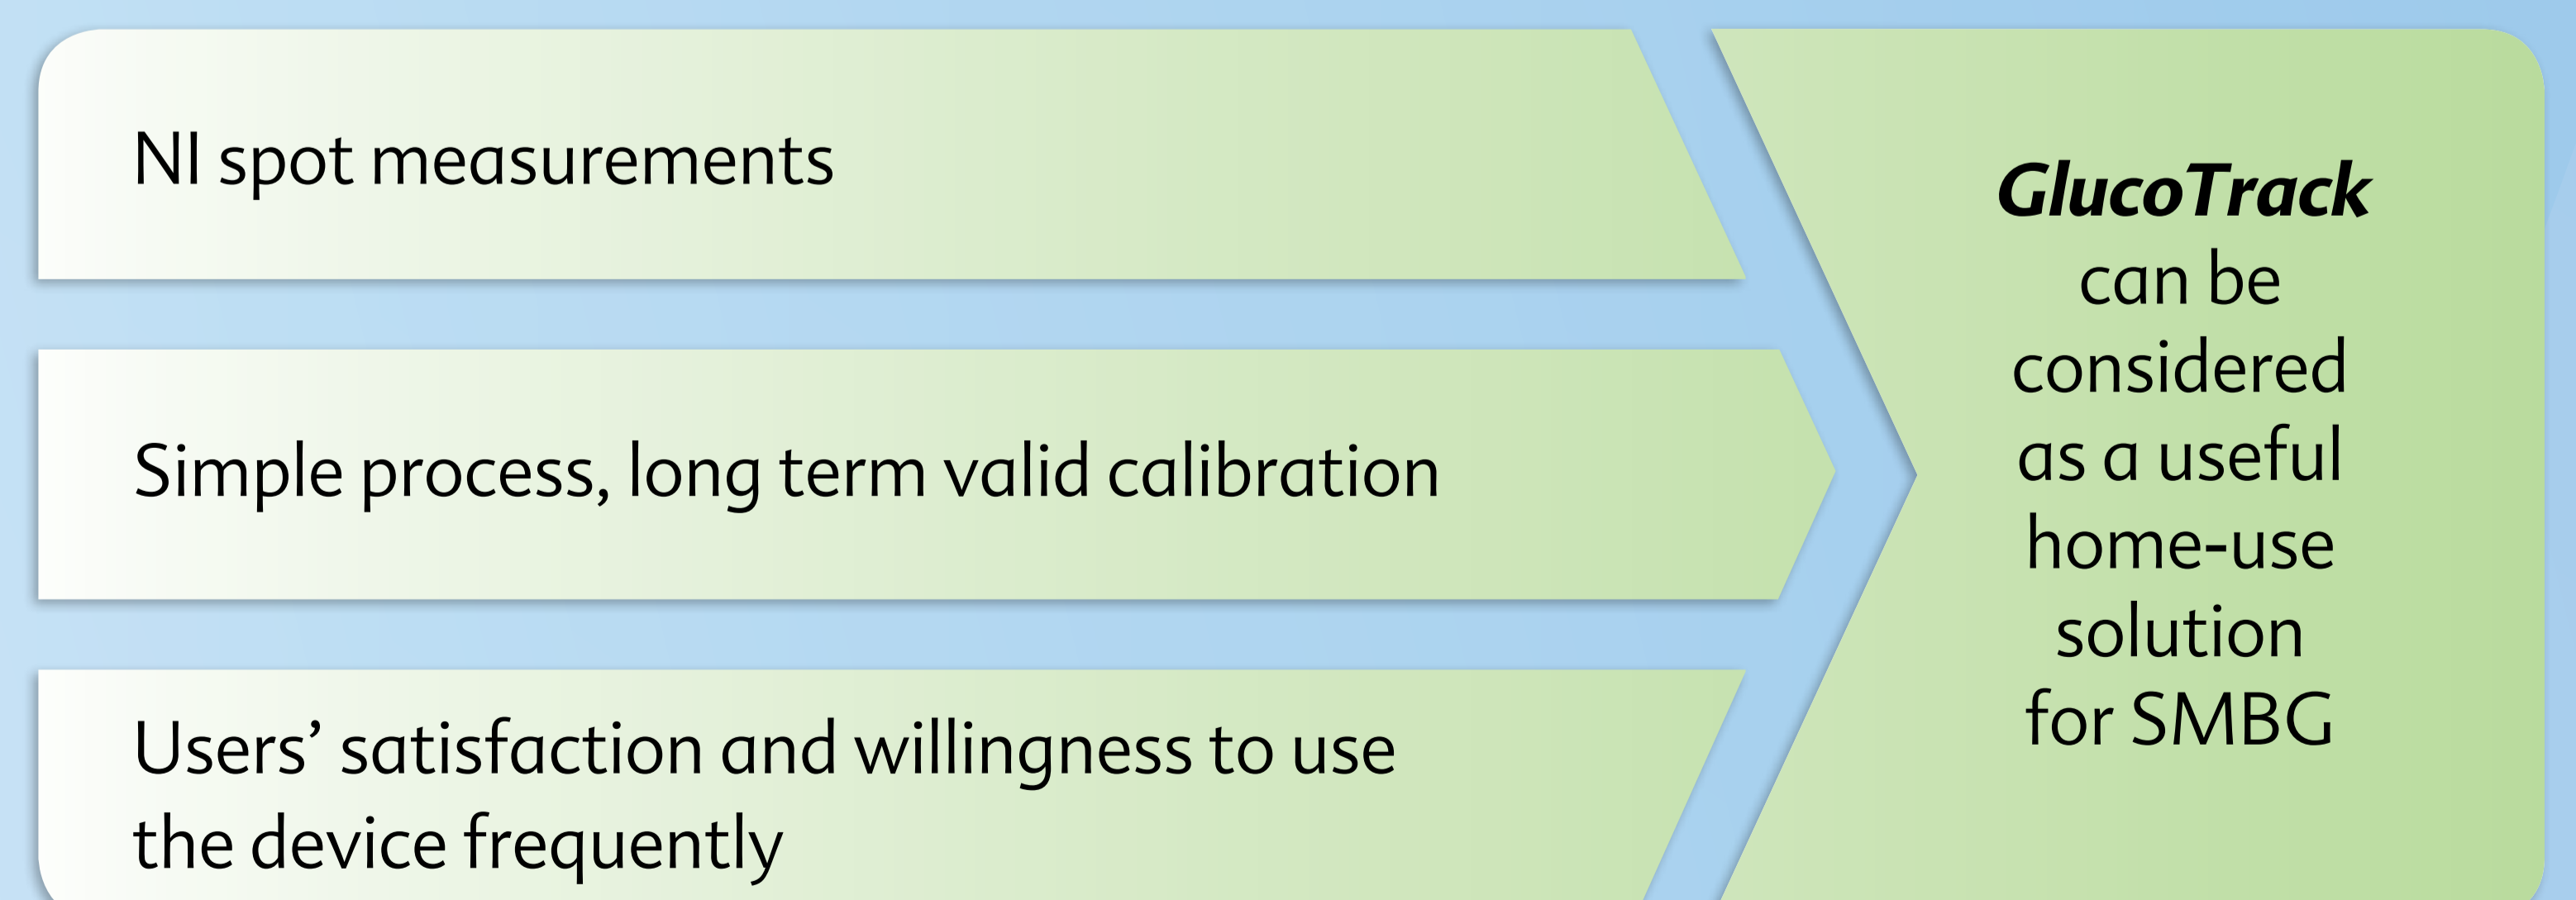 NI spot measurements
Simple process, long term valid calibration
Users’ satisfaction and willingness to use
the device frequently
GlucoTrack
can be
considered
as a useful
home-use
solution
for SMBG